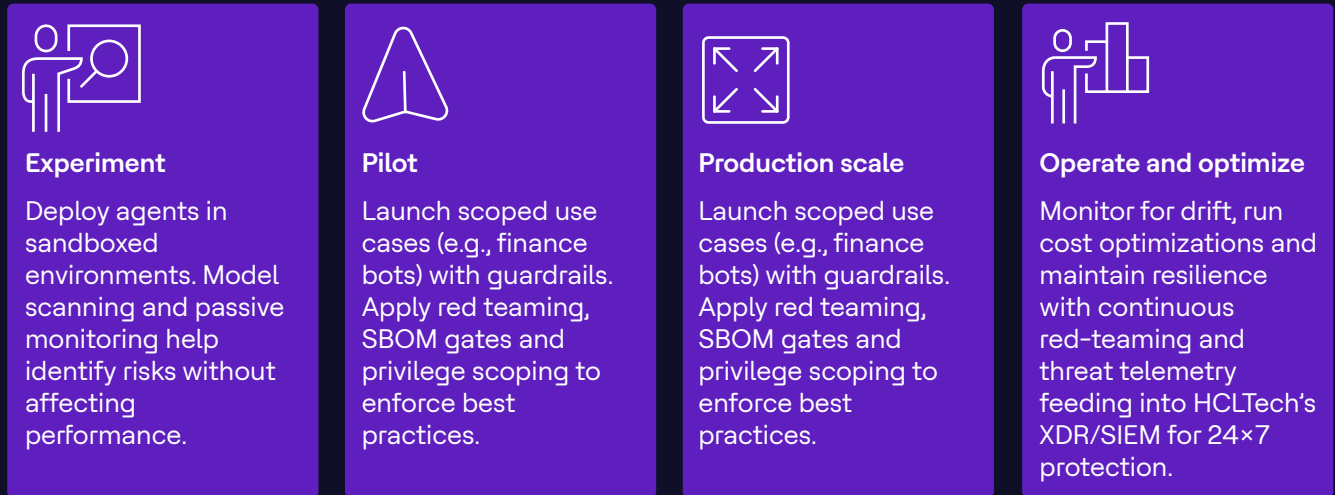 Experiment
Deploy agents in
sandboxed
environments. Model
scanning and passive
monitoring help
identify risks without
affecting
performance.
Pilot
Launch scoped use
cases (e.g., finance
bots) with guardrails.
Apply red teaming,
SBOM gates and
privilege scoping to
enforce best
practices.
Production scale
Launch scoped use
cases (e.g., finance
bots) with guardrails.
Apply red teaming,
SBOM gates and
privilege scoping to
enforce best
practices.
Operate and optimize
Monitor for drift, run
cost optimizations and
maintain resilience
with continuous
red-teaming and
threat telemetry
feeding into HCLTech's
XDR/SIEM for 24×7
protection.